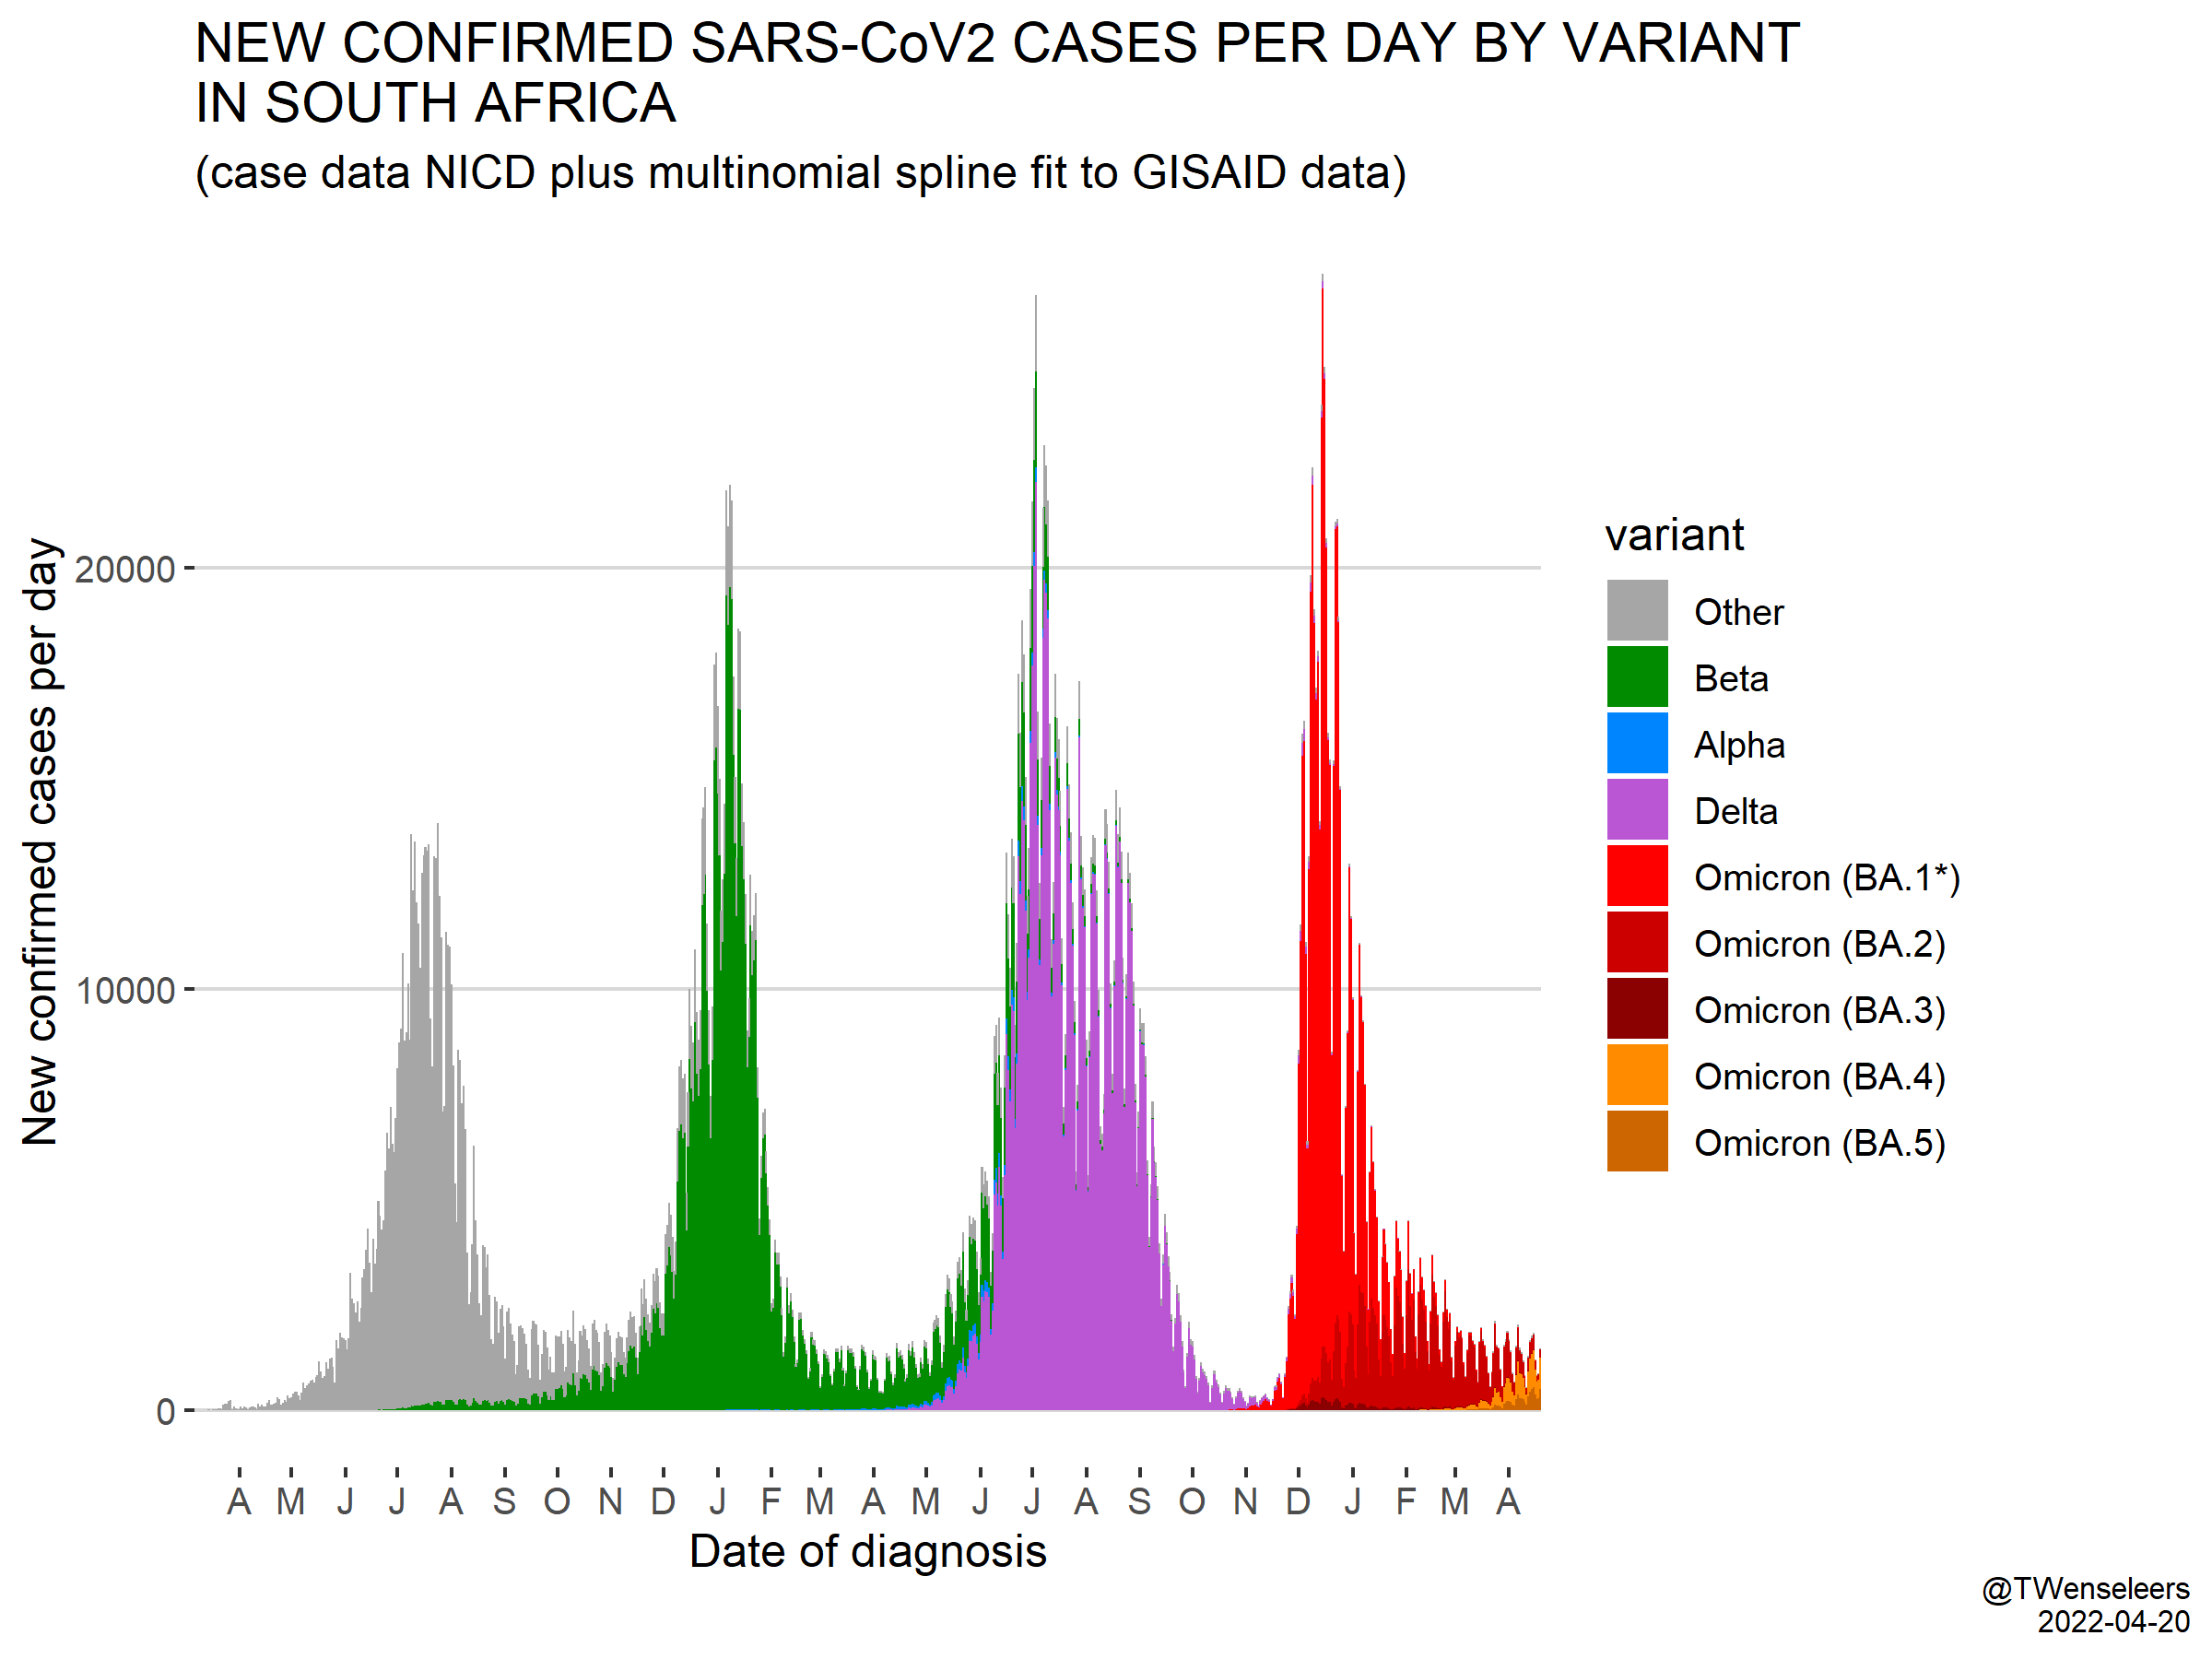 NEW CONFIRMED SARS-CoV2 CASES PER DAY BY VARIANT
IN SOUTH AFRICA
(case data NICD plus multinomial spline fit to GISAID data)
New confirmed cases per day
20000
10000
0
A M J J A S O N D J F M A M J J A S O N D J F M A
Date of diagnosis
variant
Other
Beta
Alpha
Delta
Omicron (BA.1*)
Omicron (BA.2)
Omicron (BA.3)
Omicron (BA.4)
Omicron (BA.5)
@TWenseleers
2022-04-20